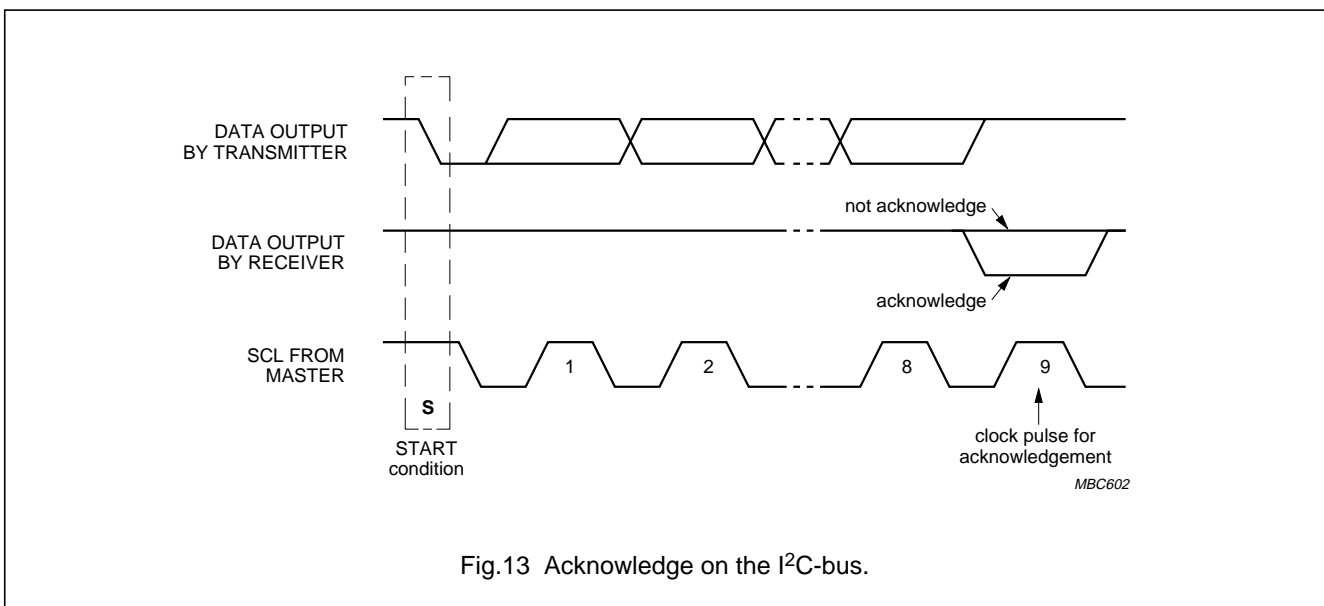 DATA OUTPUT
BY TRANSMITTER
not acknowledge
DATA OUTPUT
BY RECEIVER
acknowledge
SCL FROM
MASTER
1
2
8
9
S
START
condition
clock pulse for
acknowledgement
MBC602
Fig.13 Acknowledge on the I²C-bus.